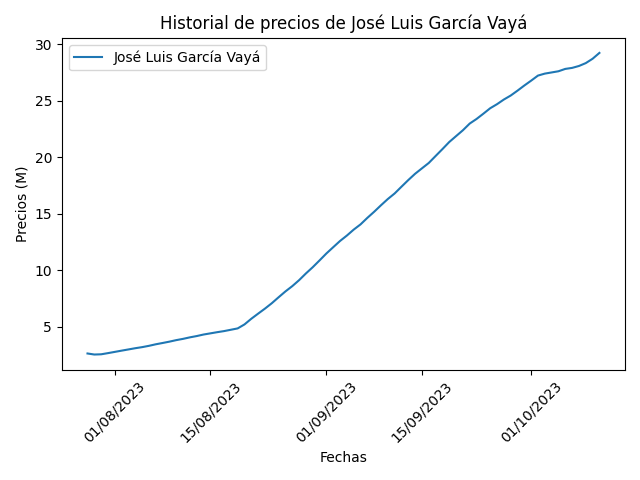 Historial de precios de José Luis García Vayá
José Luis García Vayá
Precios (M)
30
25
20
15
10
5
01/08/2023
15/08/2023
01/09/2023
15/09/2023
01/10/2023
Fechas